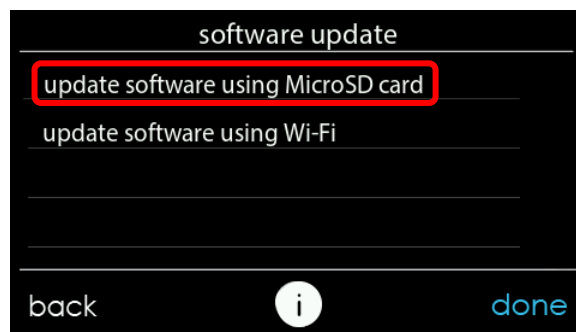 software update
update software using MicroSD card
update software using Wi-Fi
back i done